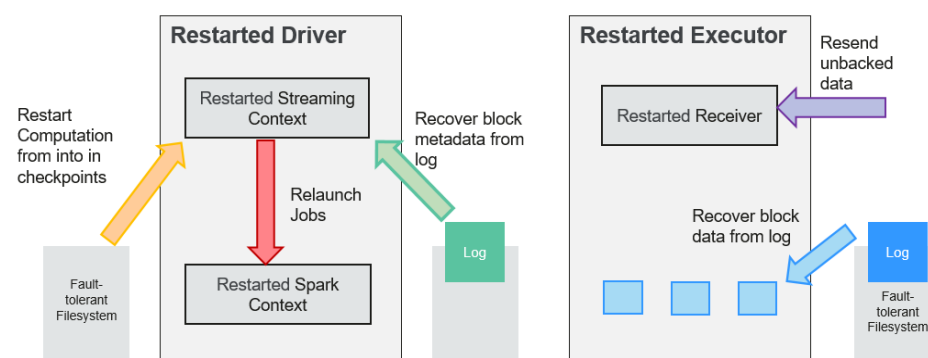 Restarted Driver
Restarted Streaming
Context
Restart
Computation
from into in
checkpoints
Recover block
metadata from
log
Relaunch
Jobs
Log
Fault-
tolerant
Filesystem
Restarted Spark
Context
Restarted Executor
Resend
unbacked
data
Restarted Receiver
Recover block
data from log
Log
Fault-
tolerant
Filesystem